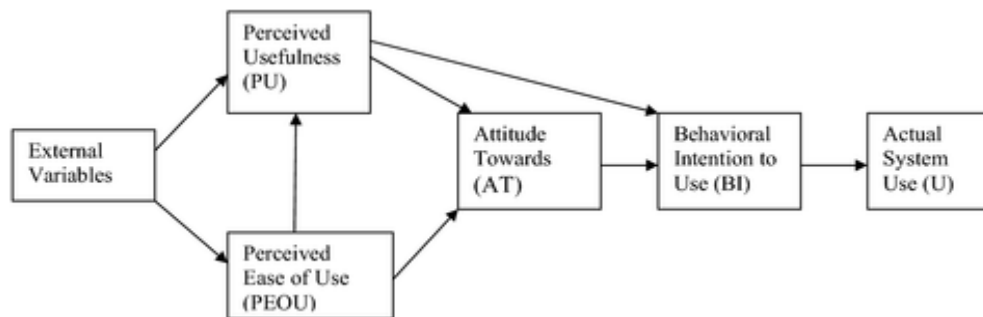 Perceived
Usefulness
(PU)
External
Variables
Perceived
Ease of Use
(PEOU)
Attitude
Towards
(AT)
Behavioral
Intention to
Use (BI)
Actual
System
Use (U)